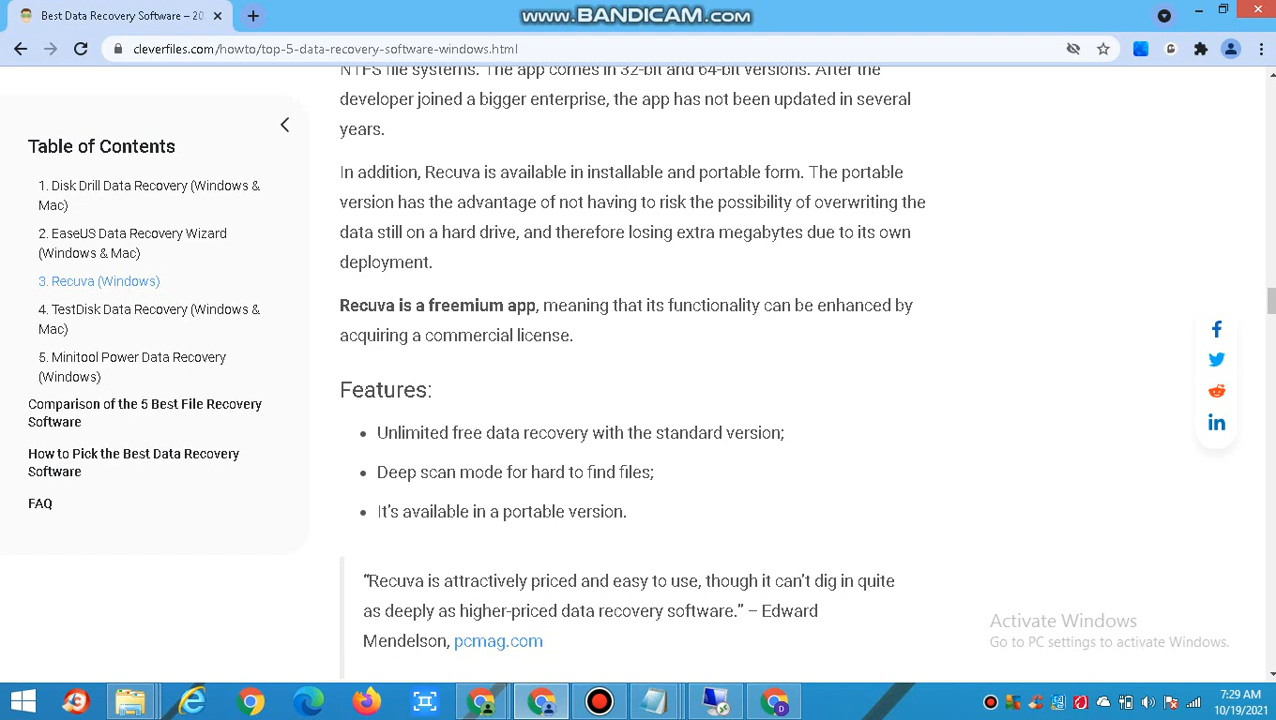 WWW.BANDICAM.COM
Best Data Recovery Software – 20
cleverfiles.com/howto/top-5-data-recovery-software-windows.html
Table of Contents
1. Disk Drill Data Recovery (Windows &
Mac)
2. EaseUS Data Recovery Wizard
(Windows & Mac)
3. Recuva (Windows)
4. TestDisk Data Recovery (Windows &
Mac)
5. Minitool Power Data Recovery
(Windows)
Comparison of the 5 Best File Recovery
Software
How to Pick the Best Data Recovery
Software
FAQ
NTFS file systems. The app comes in 32-bit and 64-bit versions. After the
developer joined a bigger enterprise, the app has not been updated in several
years.
In addition, Recuva is available in installable and portable form. The portable
version has the advantage of not having to risk the possibility of overwriting the
data still on a hard drive, and therefore losing extra megabytes due to its own
deployment.
Recuva is a freemium app, meaning that its functionality can be enhanced by
acquiring a commercial license.
Features:
Unlimited free data recovery with the standard version;
Deep scan mode for hard to find files;
It's available in a portable version.
“Recuva is attractively priced and easy to use, though it can’t dig in quite
as deeply as higher-priced data recovery software.” – Edward
Mendelson, pcmag.com
Activate Windows
Go to PC settings to activate Windows.
7:29 AM
10/19/2021